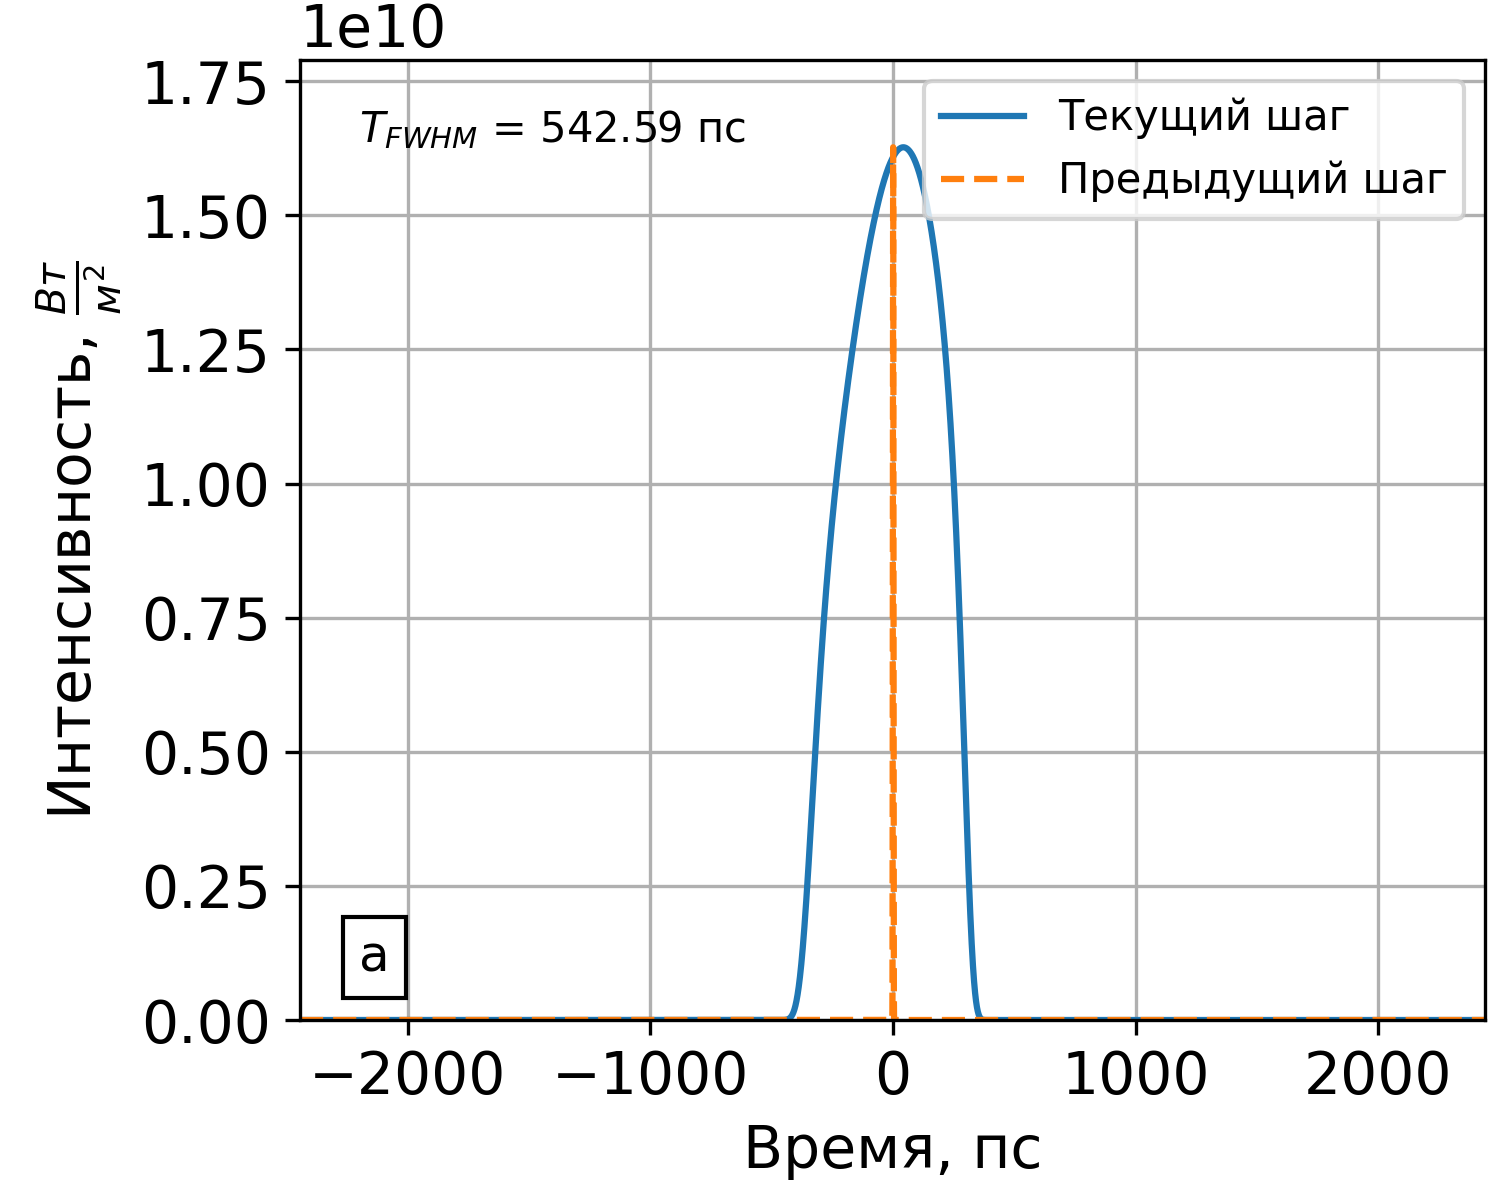 1e10
1.75
1.50
1.25
1.00
0.75
0.50
0.25
0.00
Интенсивность, Вт/м²
T_FWHM = 542.59 пс
Текущий шаг
Предыдущий шаг
а
−2000 −1000 0 1000 2000
Время, пс